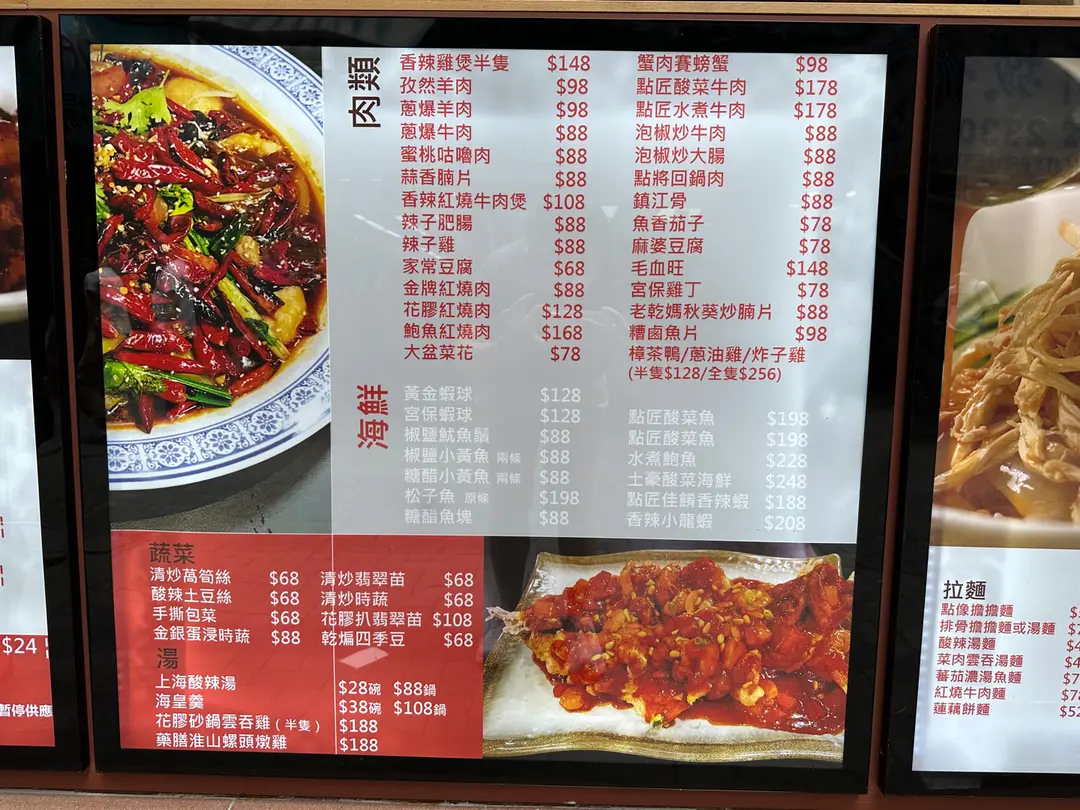 肉類
香辣雞煲半隻 $148
孜然羊肉 $98
蔥爆羊肉 $98
蔥爆牛肉 $88
蜜桃咕嚕肉 $88
蒜香腩片 $88
香辣紅燒牛肉煲 $108
辣子肥腸 $88
辣子雞 $88
家常豆腐 $68
金牌紅燒肉 $88
花膠紅燒肉 $128
鮑魚紅燒肉 $168
大盆菜花 $78
蟹肉賽螃蟹 $98
點匠酸菜牛肉 $178
點匠水煮牛肉 $178
泡椒炒牛肉 $88
泡椒炒大腸 $88
點將回鍋肉 $88
鎮江骨 $88
魚香茄子 $78
麻婆豆腐 $78
毛血旺 $148
宮保雞丁 $78
老乾媽秋葵炒腩片 $88
糟鹵魚片 $98
樟茶鴨/蔥油雞/炸子雞
(半隻$128/全隻$256)
海鮮
黃金蝦球 $128
宮保蝦球 $128
椒鹽魷魚鬚 $88
椒鹽小黃魚 兩條 $88
糖醋小黃魚 兩條 $88
松子魚 原條 $198
糖醋魚塊 $88
點匠酸菜魚 $198
點匠酸菜魚 $198
水煮鮑魚 $228
土豪酸菜海鮮 $248
點匠佳餚香辣蝦 $188
香辣小龍蝦 $208
蔬菜
清炒萵筍絲 $68
酸辣土豆絲 $68
手撕包菜 $68
金銀蛋浸時蔬 $88
清炒翡翠苗 $68
清炒時蔬 $68
花膠扒翡翠苗 $108
乾煸四季豆 $68
湯
上海酸辣湯 $28碗 $88鍋
海皇羹 $38碗 $108鍋
花膠砂鍋雲吞雞(半隻) $188
藥膳淮山螺頭燉雞 $188
$24
暫停供應
拉麵
點像擔擔麵
排骨擔擔麵或湯麵
酸辣湯麵
菜肉雲吞湯麵
蕃茄濃湯魚麵
紅燒牛肉麵
蓮藕餅麵